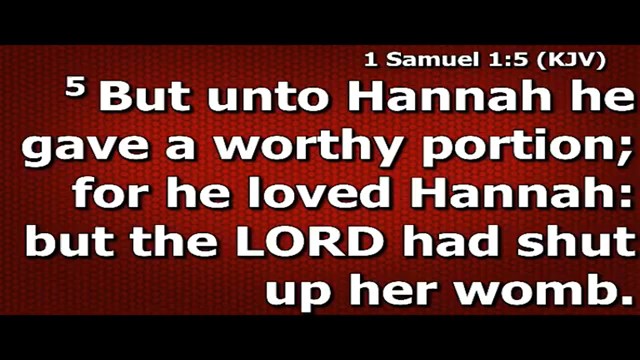 1 Samuel 1:5 (KJV)
5 But unto Hannah he
gave a worthy portion;
for he loved Hannah:
but the LORD had shut
up her womb.